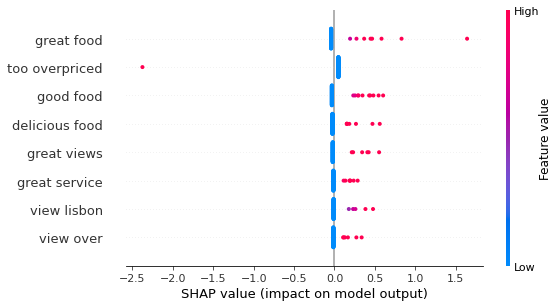 High
great food
too overpriced
good food
delicious food
great views
great service
view lisbon
view over
Feature value
Low
−2.5 −2.0 −1.5 −1.0 −0.5 0.0 0.5 1.0 1.5
SHAP value (impact on model output)